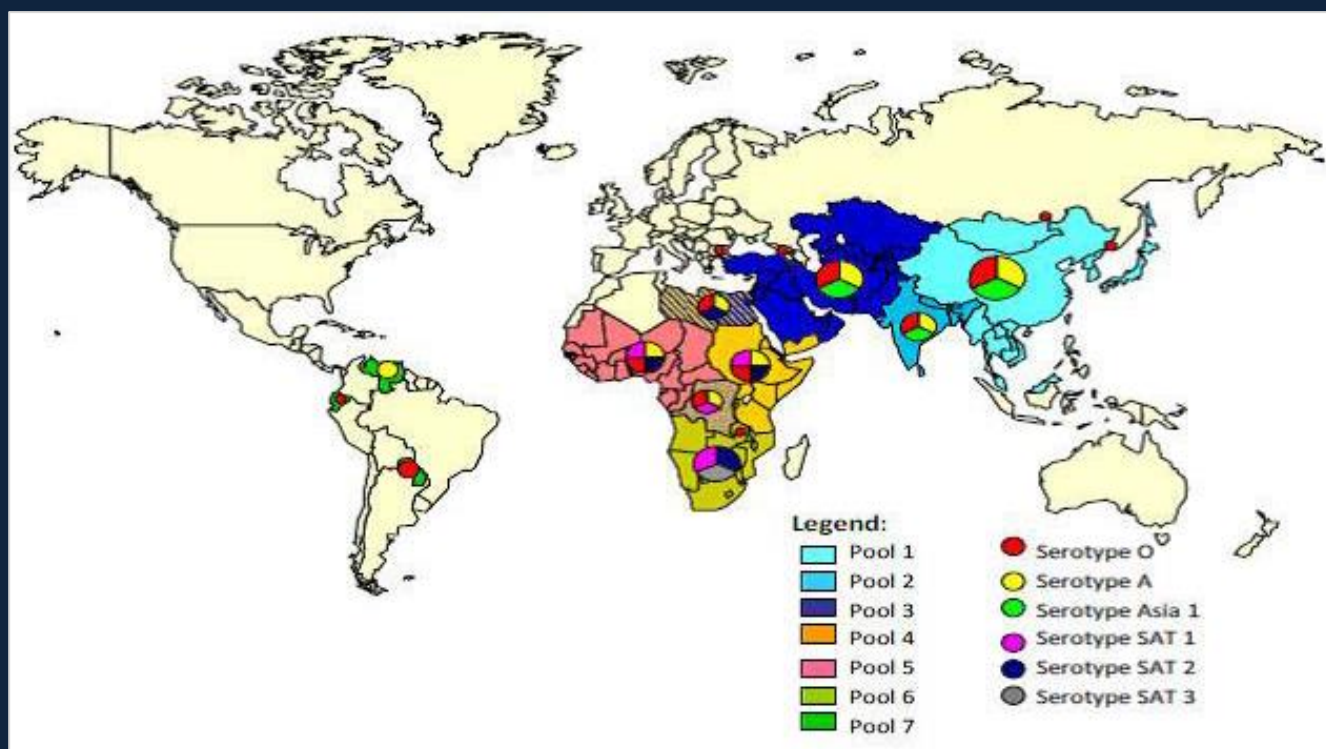 Legend:
Pool 1
Pool 2
Pool 3
Pool 4
Pool 5
Pool 6
Pool 7
Serotype O
Serotype A
Serotype Asia 1
Serotype SAT 1
Serotype SAT 2
Serotype SAT 3